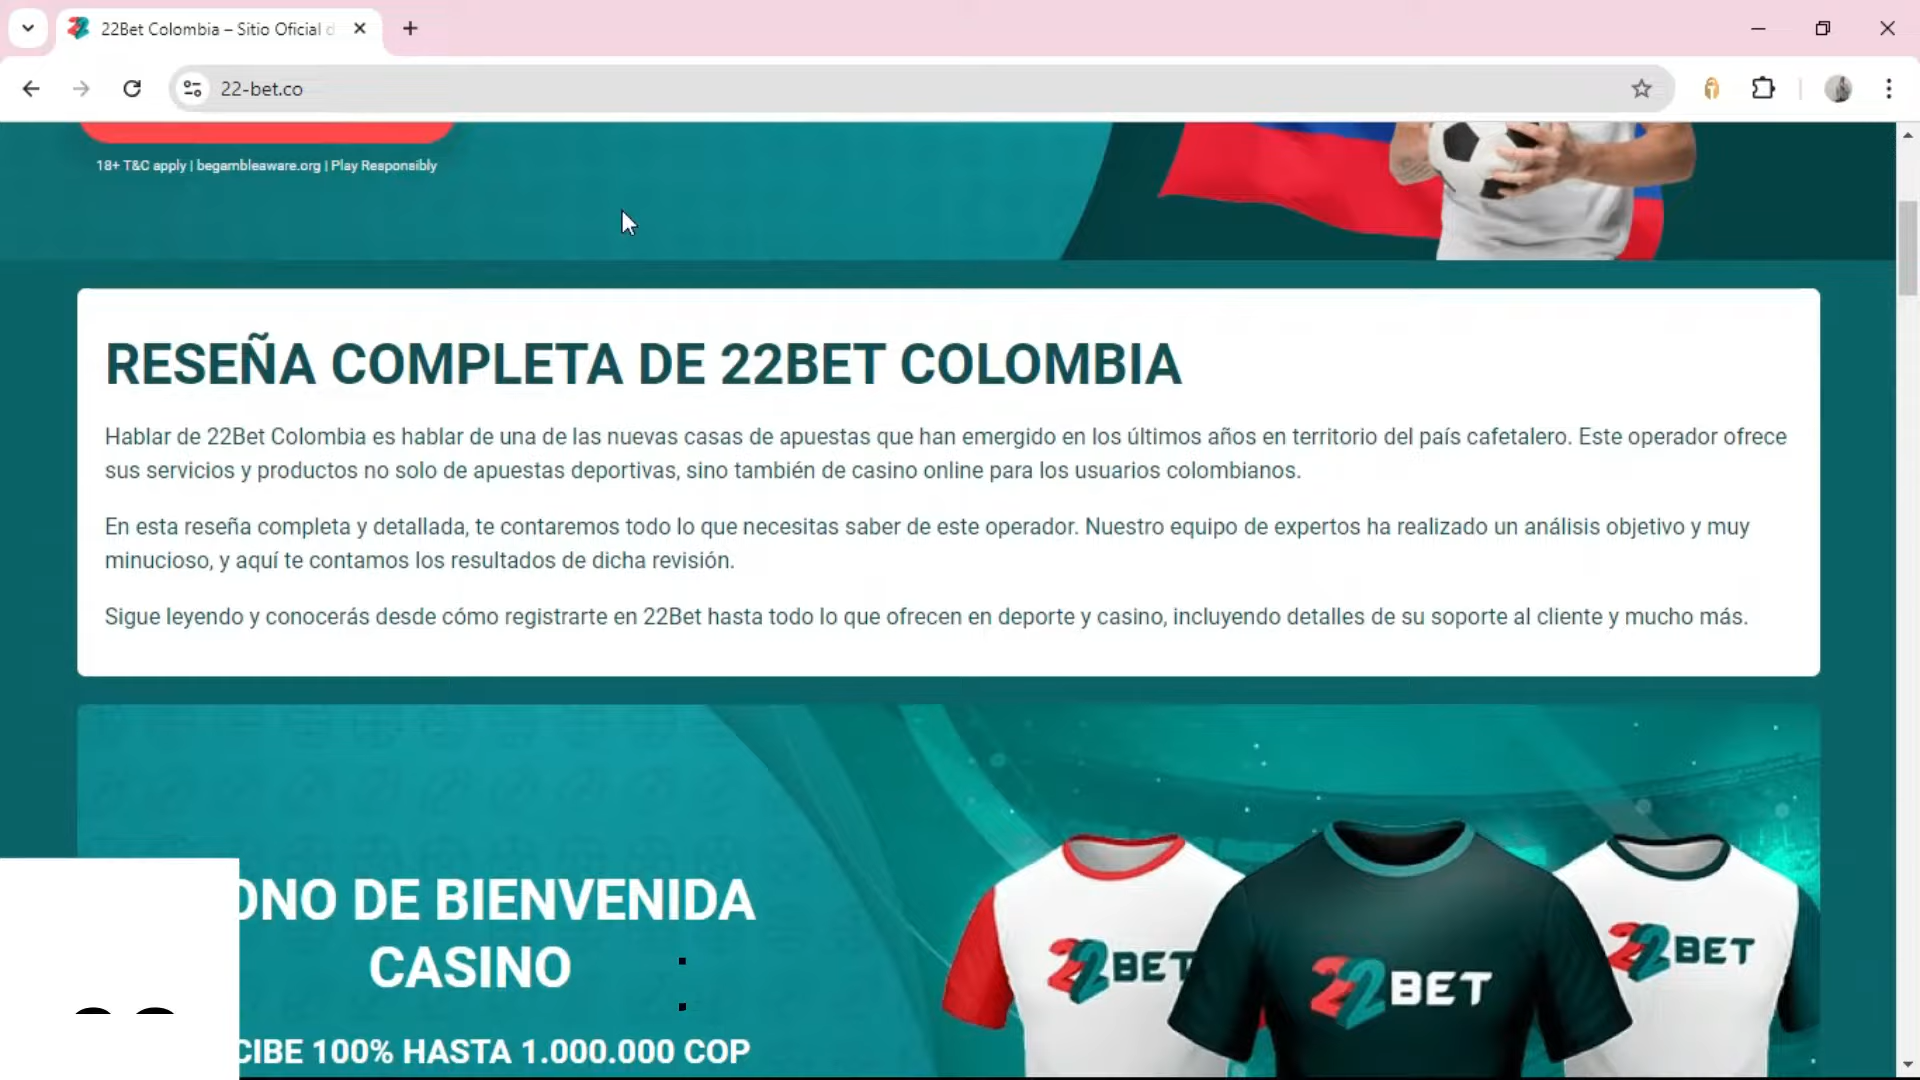 22Bet Colombia – Sitio Oficial d
22-bet.co
18+ T&C apply | begambleaware.org | Play Responsibly
RESEÑA COMPLETA DE 22BET COLOMBIA
Hablar de 22Bet Colombia es hablar de una de las nuevas casas de apuestas que han emergido en los últimos años en territorio del país cafetalero. Este operador ofrece
sus servicios y productos no solo de apuestas deportivas, sino también de casino online para los usuarios colombianos.
En esta reseña completa y detallada, te contaremos todo lo que necesitas saber de este operador. Nuestro equipo de expertos ha realizado un análisis objetivo y muy
minucioso, y aquí te contamos los resultados de dicha revisión.
Sigue leyendo y conocerás desde cómo registrarte en 22Bet hasta todo lo que ofrecen en deporte y casino, incluyendo detalles de su soporte al cliente y mucho más.
ONO DE BIENVENIDA
CASINO
CIBE 100% HASTA 1.000.000 COP
22BET
22BET
22BET